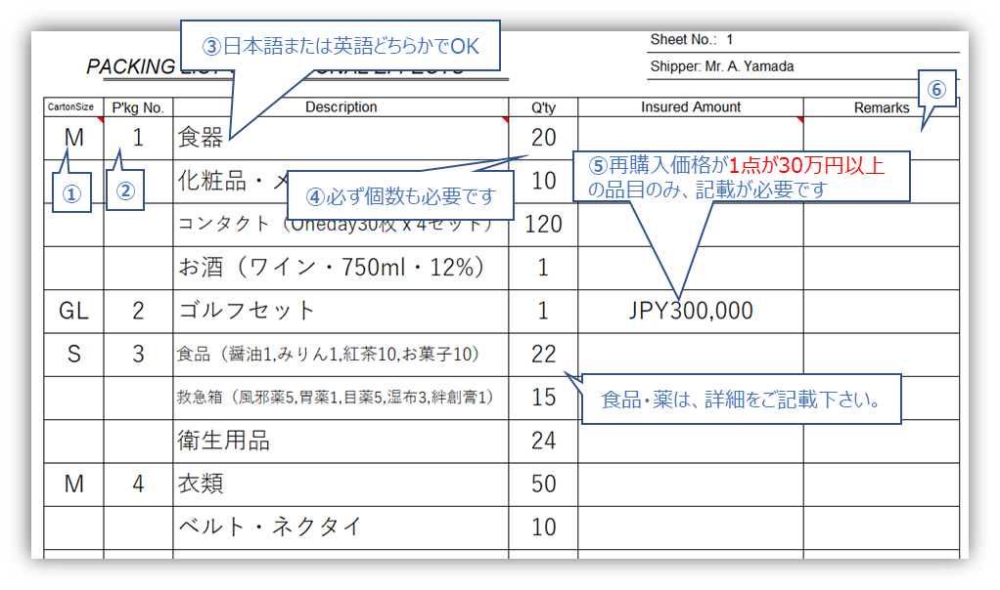 ③日本語または英語どちらかでOK
Sheet No.: 1
PACKING
Shipper: Mr. A. Yamada
⑥
CartonSize P'kg No. Description Q'ty Insured Amount Remarks
M 1 食器 20
① ② 化粧品・ 10
④必ず個数も必要です
⑤再購入価格が1点が30万円以上
の品目のみ、記載が必要です
コンタクト（Oneday30枚 x 4セット） 120
お酒（ワイン・750ml・12%） 1
GL 2 ゴルフセット 1 JPY300,000
S 3 食品（醤油1,みりん1,紅茶10,お菓子10） 22
救急箱（風邪薬5,胃薬1,目薬5,湿布3,絆創膏1） 15
食品・薬は、詳細をご記載下さい。
衛生用品 24
M 4 衣類 50
ベルト・ネクタイ 10